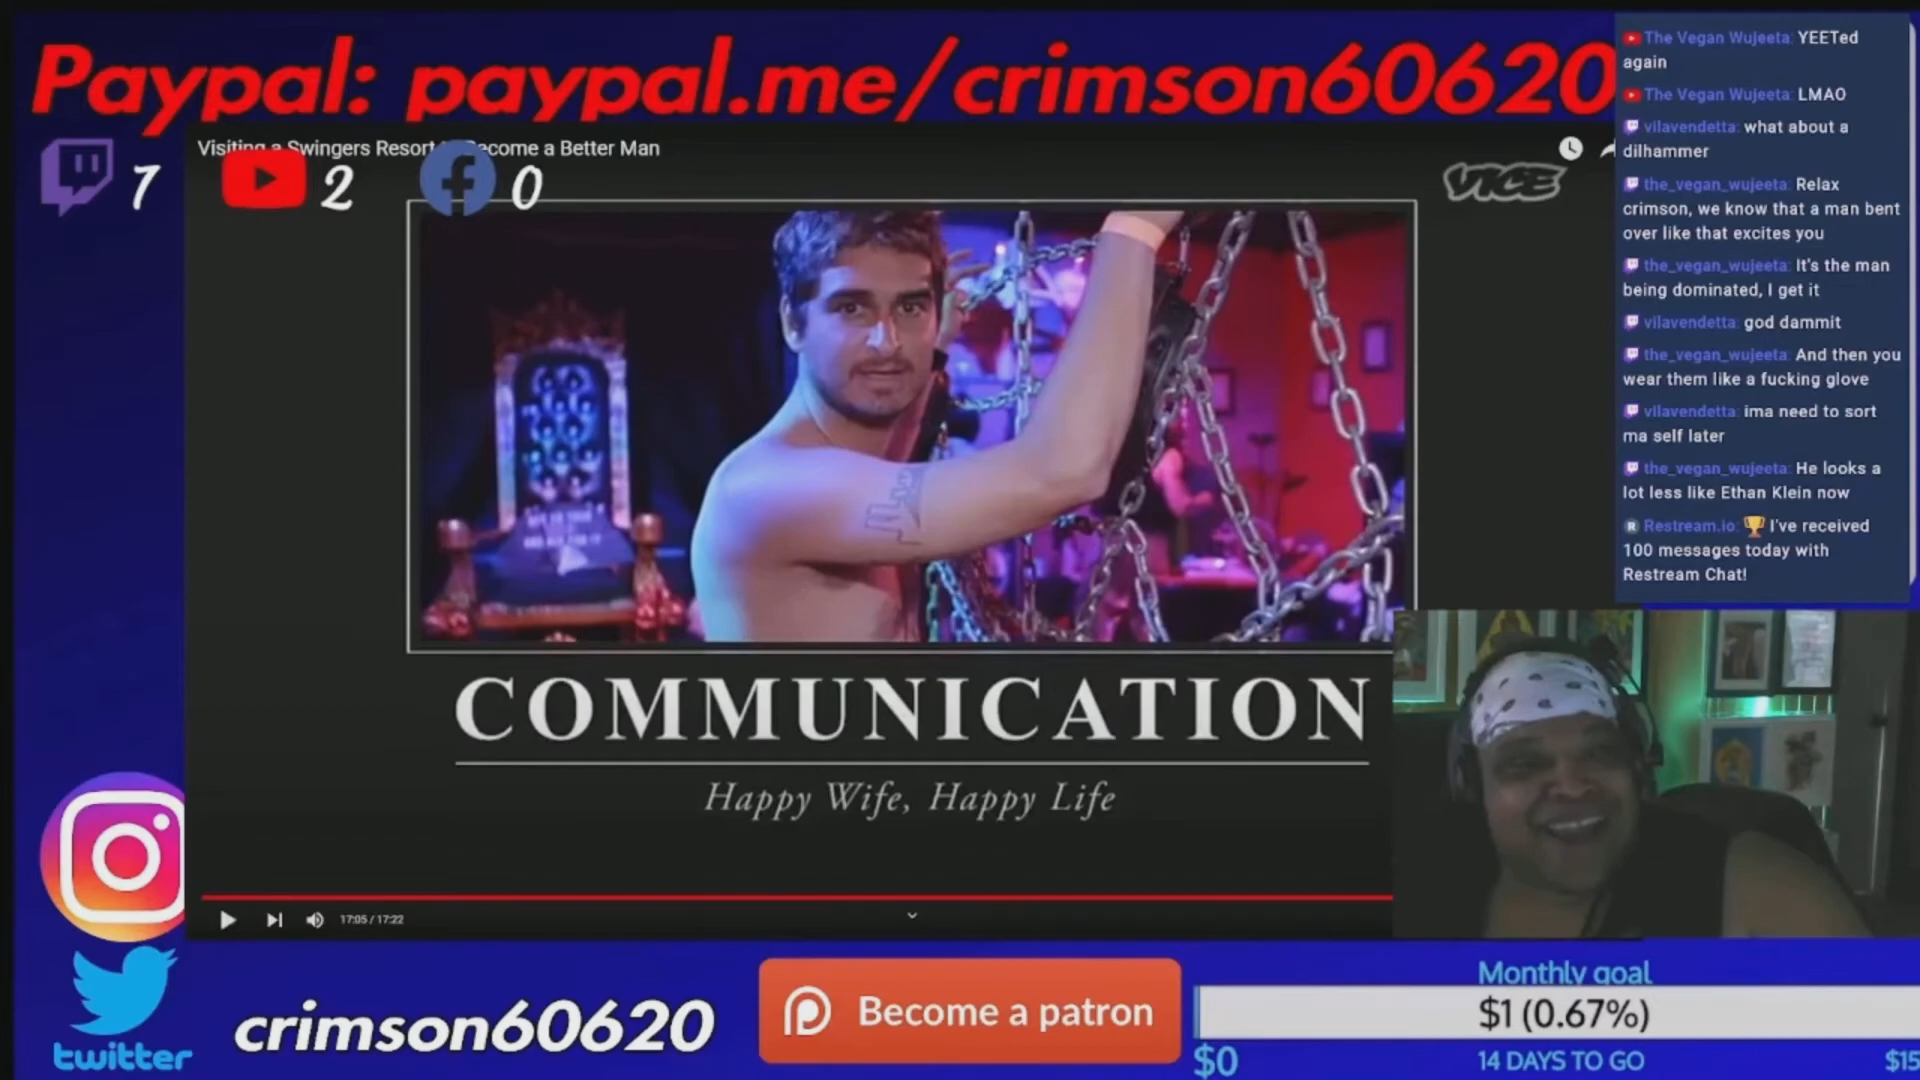 Paypal: paypal.me/crimson60620
7
2
0
Visiting a Swingers Resort
ecome a Better Man
VICE
COMMUNICATION
Happy Wife, Happy Life
17:05 / 17:22
The Vegan Wujeeta: YEETed
again
The Vegan Wujeeta: LMAO
vilavendetta: what about a
dilhammer
the_vegan_wujeeta: Relax
crimson, we know that a man bent
over like that excites you
the_vegan_wujeeta: It's the man
being dominated, I get it
vilavendetta: god dammit
the_vegan_wujeeta: And then you
wear them like a fucking glove
vilavendetta: ima need to sort
ma self later
the_vegan_wujeeta: He looks a
lot less like Ethan Klein now
R Restream.io: 🏆 I've received
100 messages today with
Restream Chat!
twitter
crimson60620
Become a patron
Monthly goal
$1 (0.67%)
$0
14 DAYS TO GO
$15